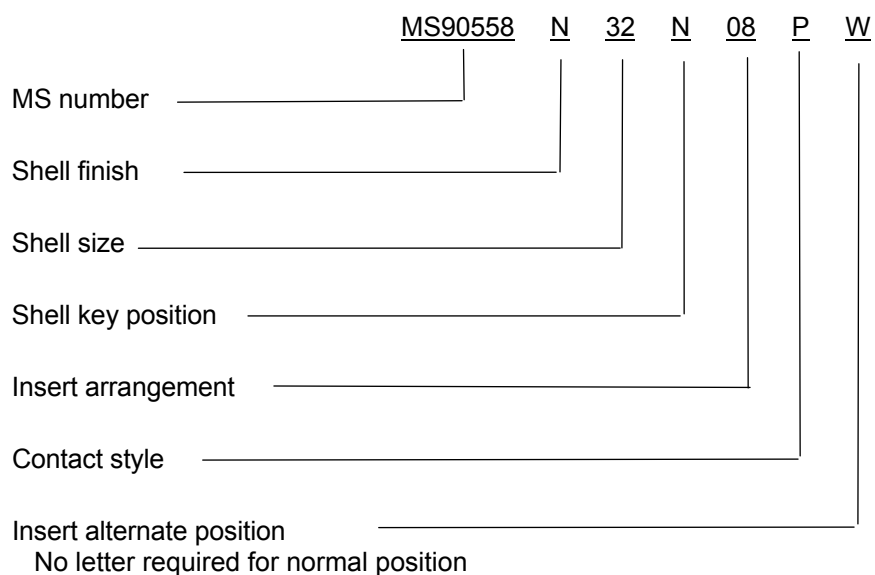 MS90558 N 32 N 08 P W
MS number
Shell finish
Shell size
Shell key position
Insert arrangement
Contact style
Insert alternate position
No letter required for normal position